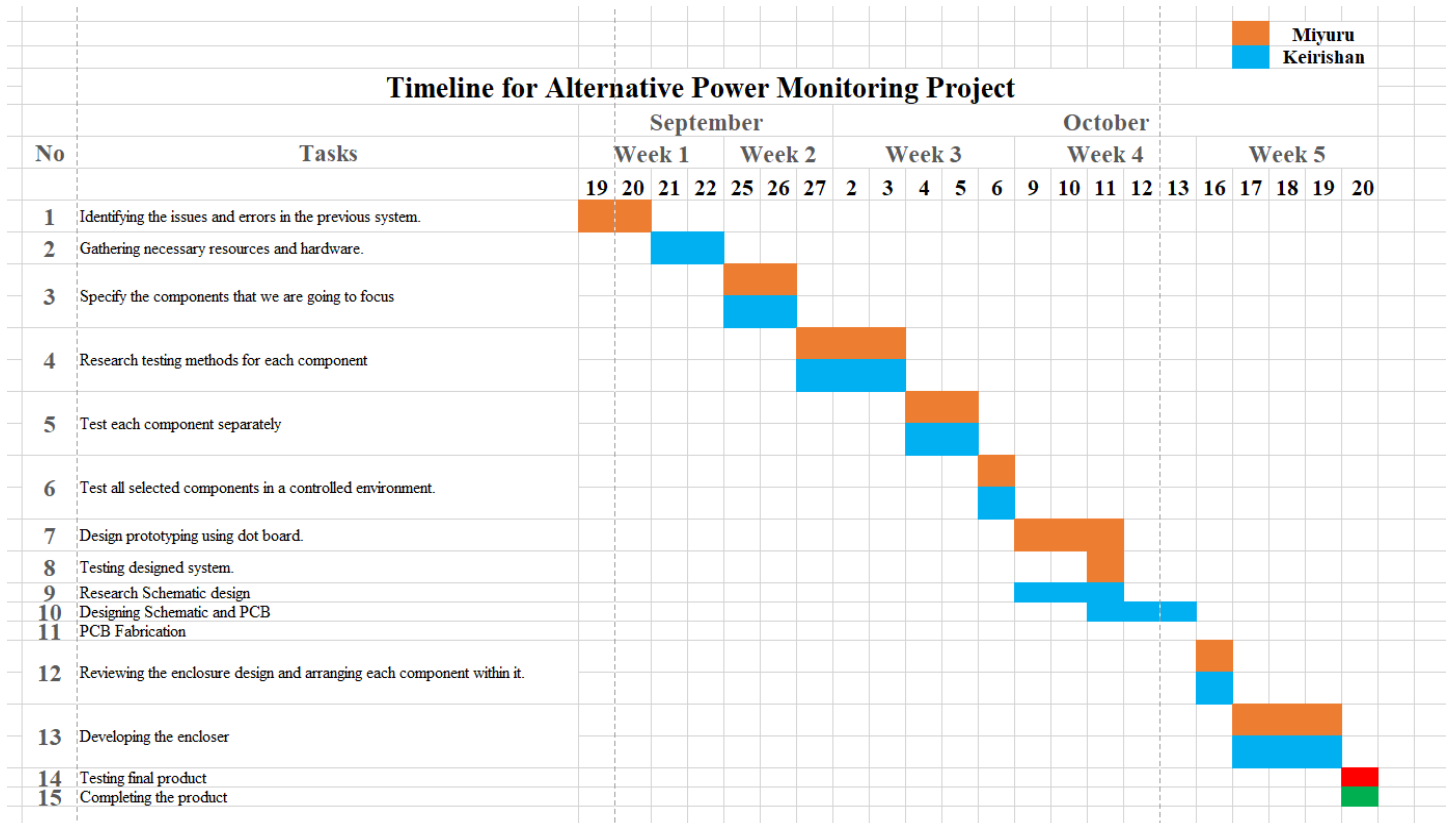 Miyuru
Keirishan
Timeline for Alternative Power Monitoring Project
September October
No Tasks Week 1 Week 2 Week 3 Week 4 Week 5
19 20 21 22 25 26 27 2 3 4 5 6 9 10 11 12 13 16 17 18 19 20
1 Identifying the issues and errors in the previous system.
2 Gathering necessary resources and hardware.
3 Specify the components that we are going to focus
4 Research testing methods for each component
5 Test each component separately
6 Test all selected components in a controlled environment.
7 Design prototyping using dot board.
8 Testing designed system.
9 Research Schematic design
10 Designing Schematic and PCB
11 PCB Fabrication
12 Reviewing the enclosure design and arranging each component within it.
13 Developing the encloser
14 Testing final product
15 Completing the product